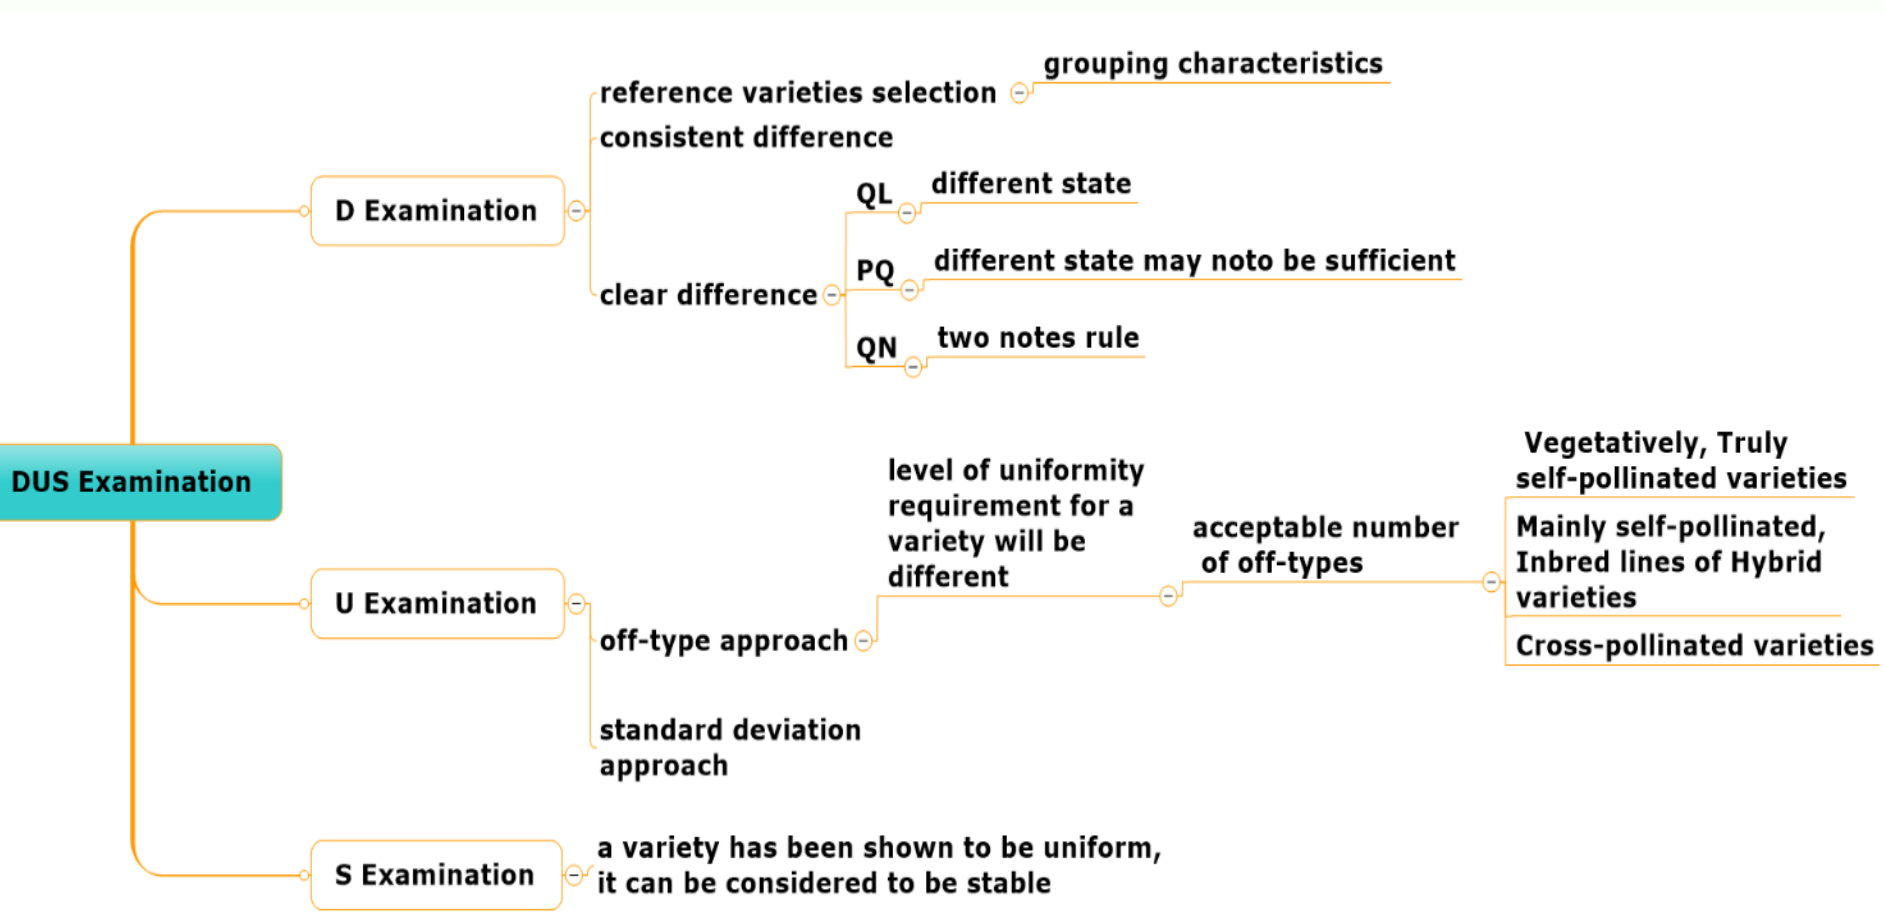 DUS Examination
D Examination
reference varieties selection
grouping characteristics
consistent difference
clear difference
QL
different state
PQ
different state may noto be sufficient
QN
two notes rule
U Examination
off-type approach
level of uniformity
requirement for a
variety will be
different
acceptable number
of off-types
Vegetatively, Truly
self-pollinated varieties
Mainly self-pollinated,
Inbred lines of Hybrid
varieties
Cross-pollinated varieties
standard deviation
approach
S Examination
a variety has been shown to be uniform,
it can be considered to be stable